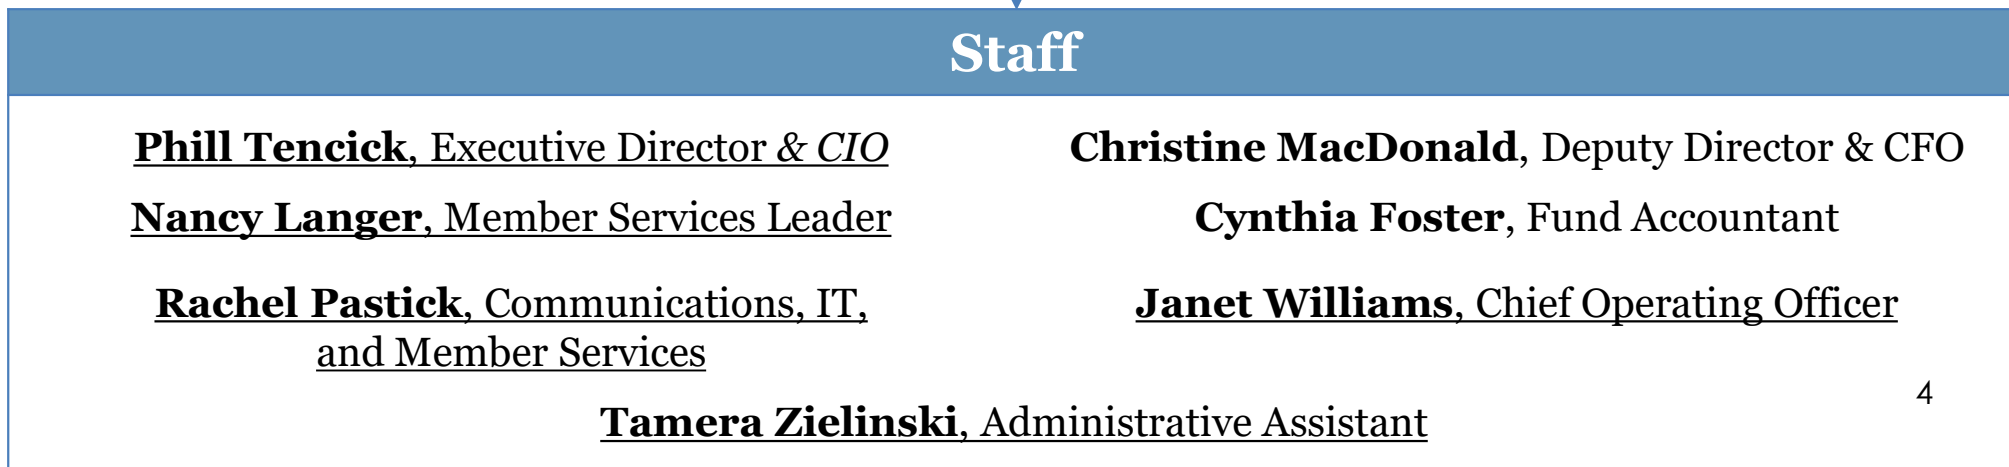 Staff
Phill Tencick, Executive Director & CIO
Christine MacDonald, Deputy Director & CFO
Nancy Langer, Member Services Leader
Cynthia Foster, Fund Accountant
Rachel Pastick, Communications, IT,
and Member Services
Janet Williams, Chief Operating Officer
4
Tamera Zielinski, Administrative Assistant